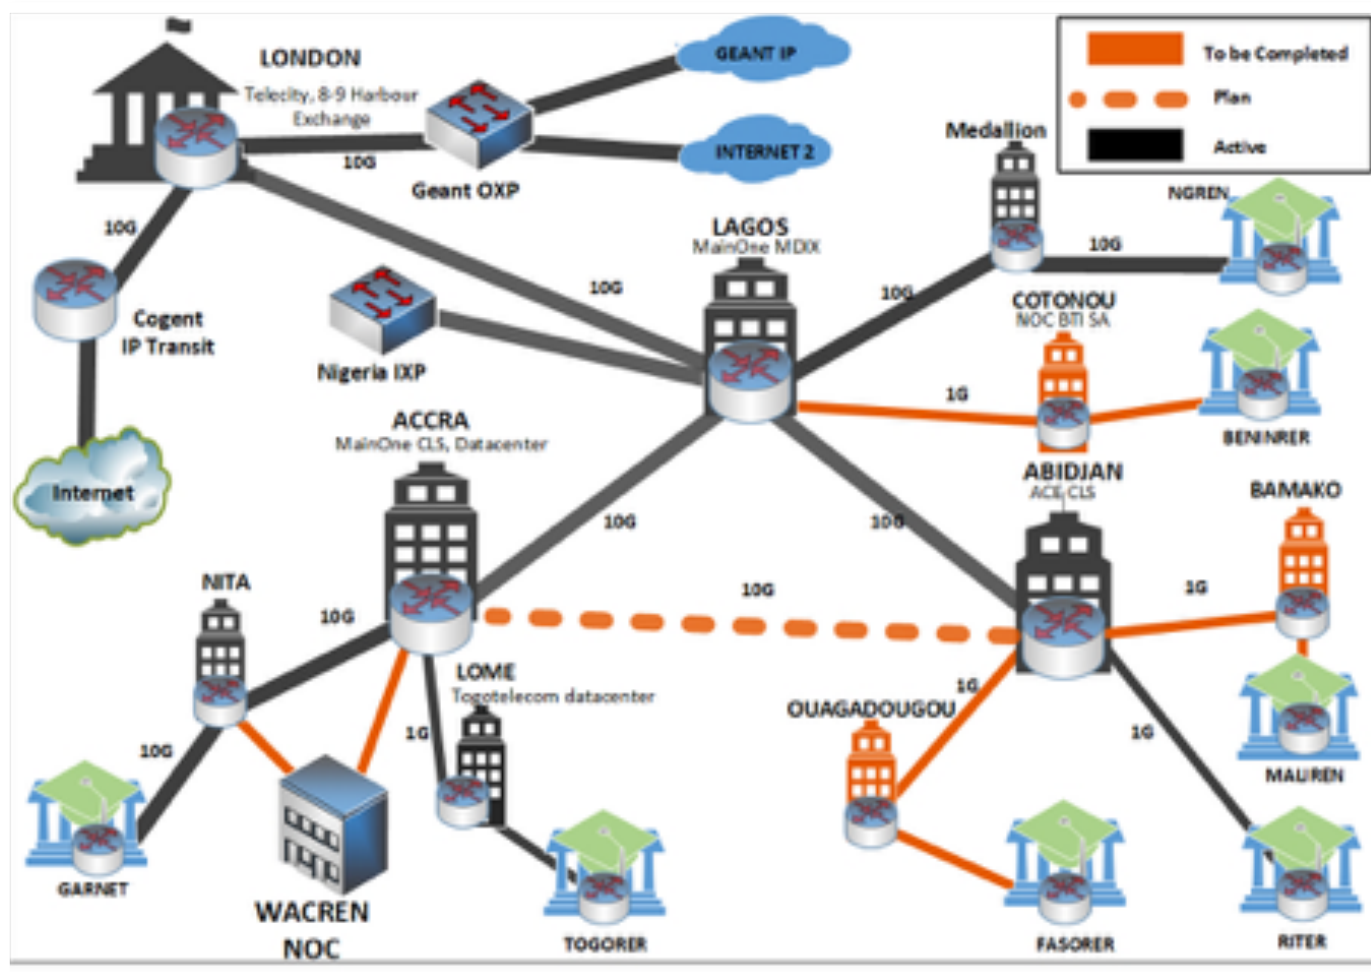 LONDON
Telecity, 8-9 Harbour
Exchange
10G
Geant OXP
GEANT IP
INTERNET 2
To be Completed
Plan
Active
Medallion
NGREN
10G
10G
Cogent
IP Transit
Internet
10G
Nigeria IXP
LAGOS
MainOne MDIX
10G
COTONOU
NOC BTI SA
1G
BENINRER
ACCRA
MainOne CLS, Datacenter
10G
10G
ABIDJAN
ACE CLS
BAMAKO
1G
MALIREN
10G
NITA
10G
LOME
Togotelecom datacenter
1G
OUAGADOUGOU
1G
1G
10G
GARNET
WACREN
NOC
TOGORER
FASORER
RITER